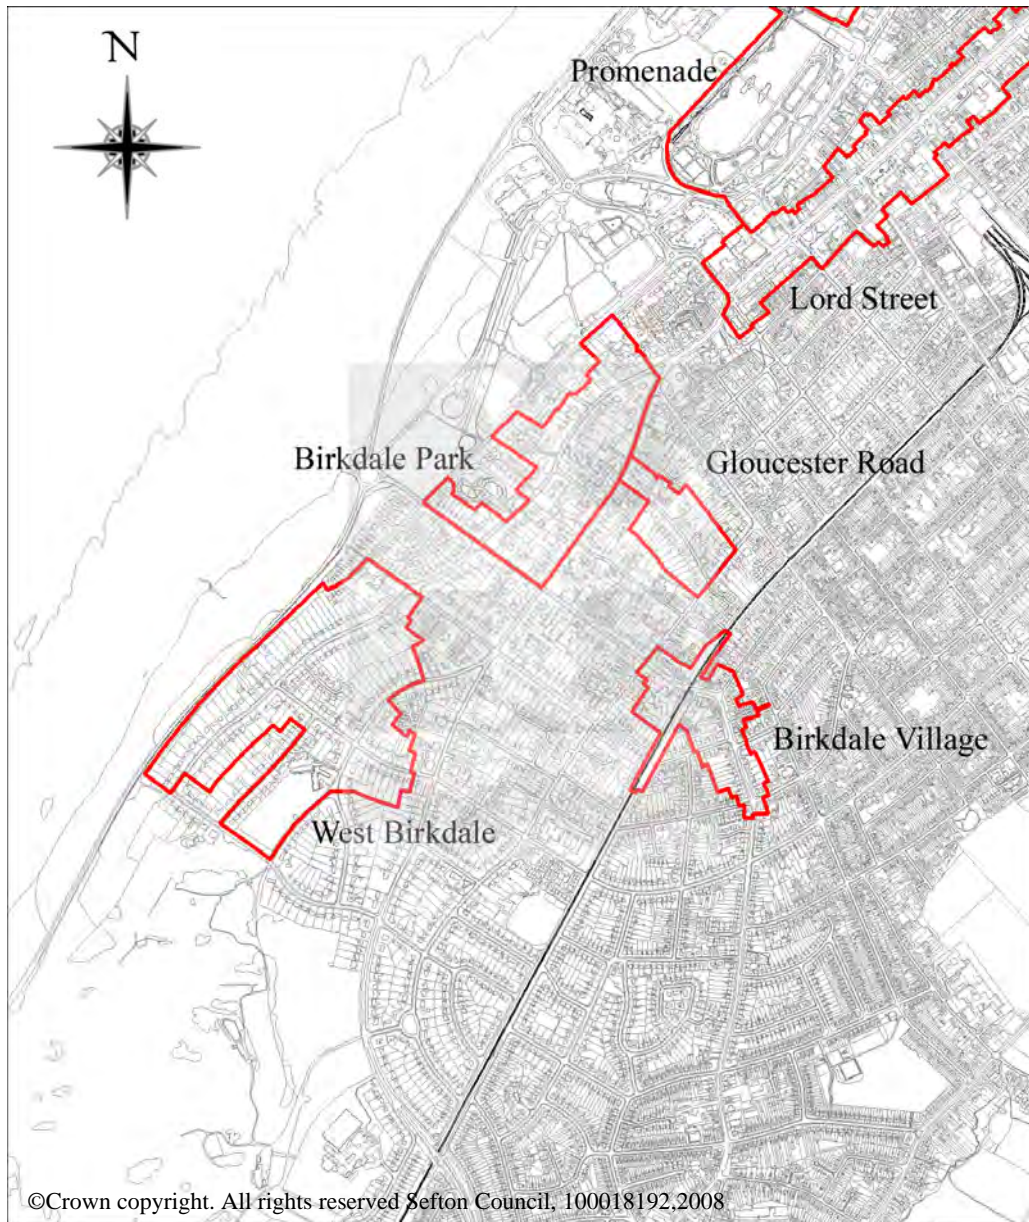 N
Promenade
Lord Street
Birkdale Park
Gloucester Road
Birkdale Village
West Birkdale
©Crown copyright. All rights reserved Sefton Council, 100018192,2008